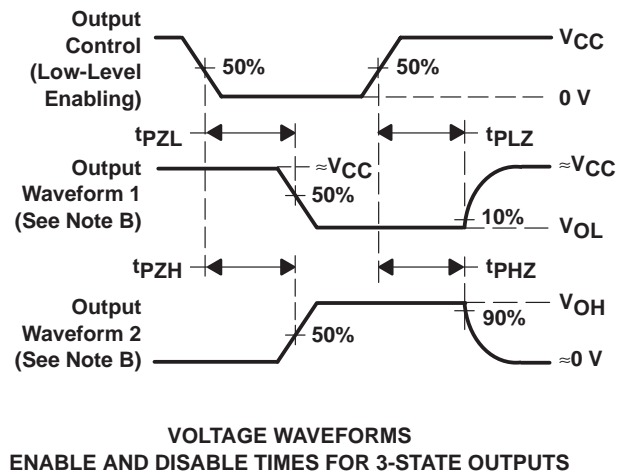 Output
Control
(Low-Level
Enabling)
VCC
50%
50%
0 V
tPZL
tPLZ
Output
Waveform 1
(See Note B)
≈VCC
≈VCC
50%
10%
VOL
tPZH
tPHZ
Output
Waveform 2
(See Note B)
VOH
50%
90%
≈0 V
VOLTAGE WAVEFORMS
ENABLE AND DISABLE TIMES FOR 3-STATE OUTPUTS